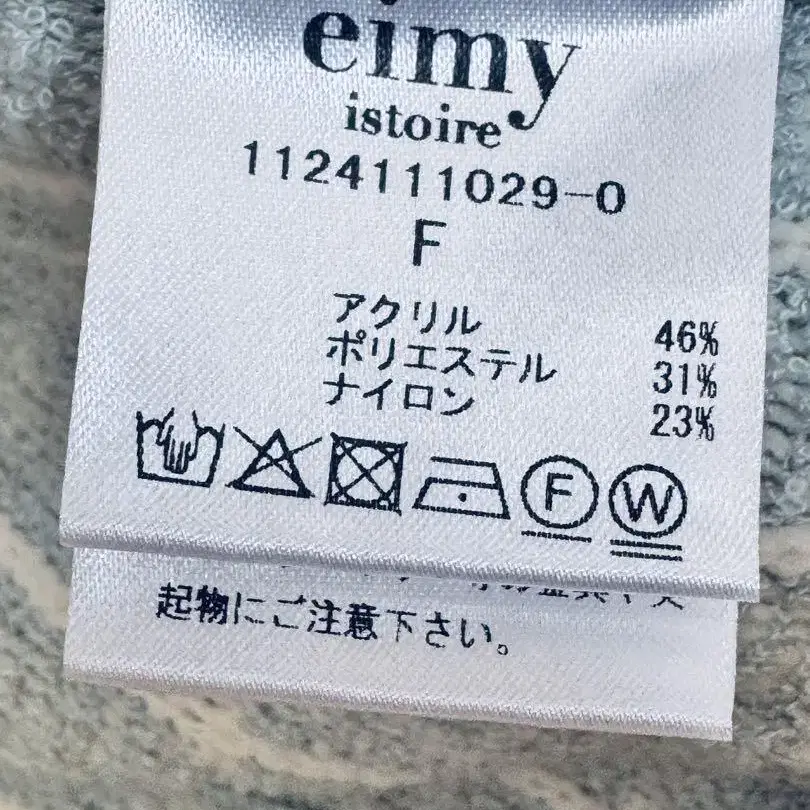 eimy
istoire
1124111029-0
F
アクリル 46%
ポリエステル 31%
ナイロン 23%
F W
起物にご注意下さい。